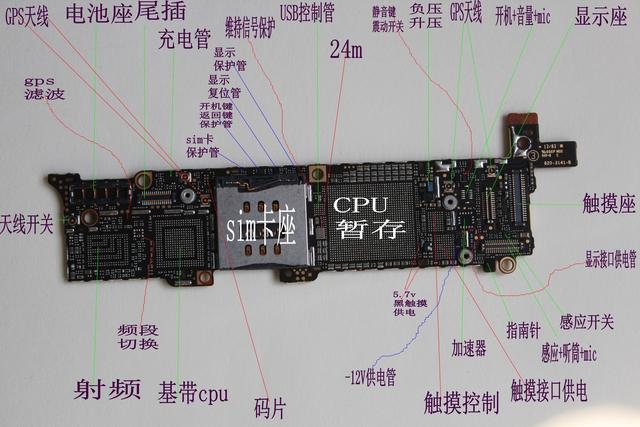 GPS天线
电池座
尾插
充电管
维持信号保护
USB控制管
24m
静音键
震动开关
负压
升压
GPS天线
开机+音量+mic
显示座
gps
滤波
显示
保护管
显示
复位管
开机键
返回键
保护管
sim卡
保护管
820-3141-B
天线开关
sim卡座
CPU
暂存
触摸座
显示接口供电管
频段
切换
5.7v
黑触摸
供电
-12V供电管
加速器
指南针
感应开关
感应+听筒+mic
射频
基带cpu
码片
触摸控制
触摸接口供电